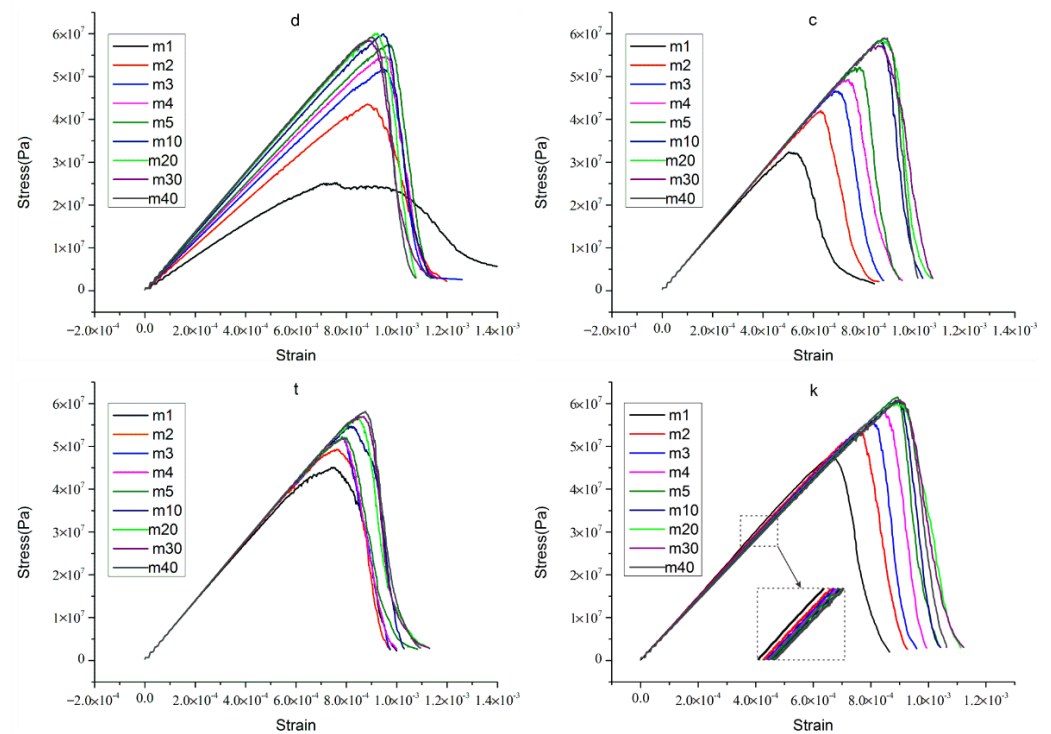 d
Stress(Pa)
6×10⁷
5×10⁷
4×10⁷
3×10⁷
2×10⁷
1×10⁷
0
m1
m2
m3
m4
m5
m10
m20
m30
m40
−2.0×10⁻⁴ 0.0 2.0×10⁻⁴ 4.0×10⁻⁴ 6.0×10⁻⁴ 8.0×10⁻⁴ 1.0×10⁻³ 1.2×10⁻³ 1.4×10⁻³
Strain
c
Stress(Pa)
6×10⁷
5×10⁷
4×10⁷
3×10⁷
2×10⁷
1×10⁷
0
m1
m2
m3
m4
m5
m10
m20
m30
m40
−2.0×10⁻⁴ 0.0 2.0×10⁻⁴ 4.0×10⁻⁴ 6.0×10⁻⁴ 8.0×10⁻⁴ 1.0×10⁻³ 1.2×10⁻³ 1.4×10⁻³
Strain
t
Stress(Pa)
6×10⁷
5×10⁷
4×10⁷
3×10⁷
2×10⁷
1×10⁷
0
m1
m2
m3
m4
m5
m10
m20
m30
m40
−2.0×10⁻⁴ 0.0 2.0×10⁻⁴ 4.0×10⁻⁴ 6.0×10⁻⁴ 8.0×10⁻⁴ 1.0×10⁻³ 1.2×10⁻³ 1.4×10⁻³
Strain
k
Stress(Pa)
6×10⁷
5×10⁷
4×10⁷
3×10⁷
2×10⁷
1×10⁷
0
m1
m2
m3
m4
m5
m10
m20
m30
m40
−2.0×10⁻⁴ 0.0 2.0×10⁻⁴ 4.0×10⁻⁴ 6.0×10⁻⁴ 8.0×10⁻⁴ 1.0×10⁻³ 1.2×10⁻³ 1.4×10⁻³
Strain